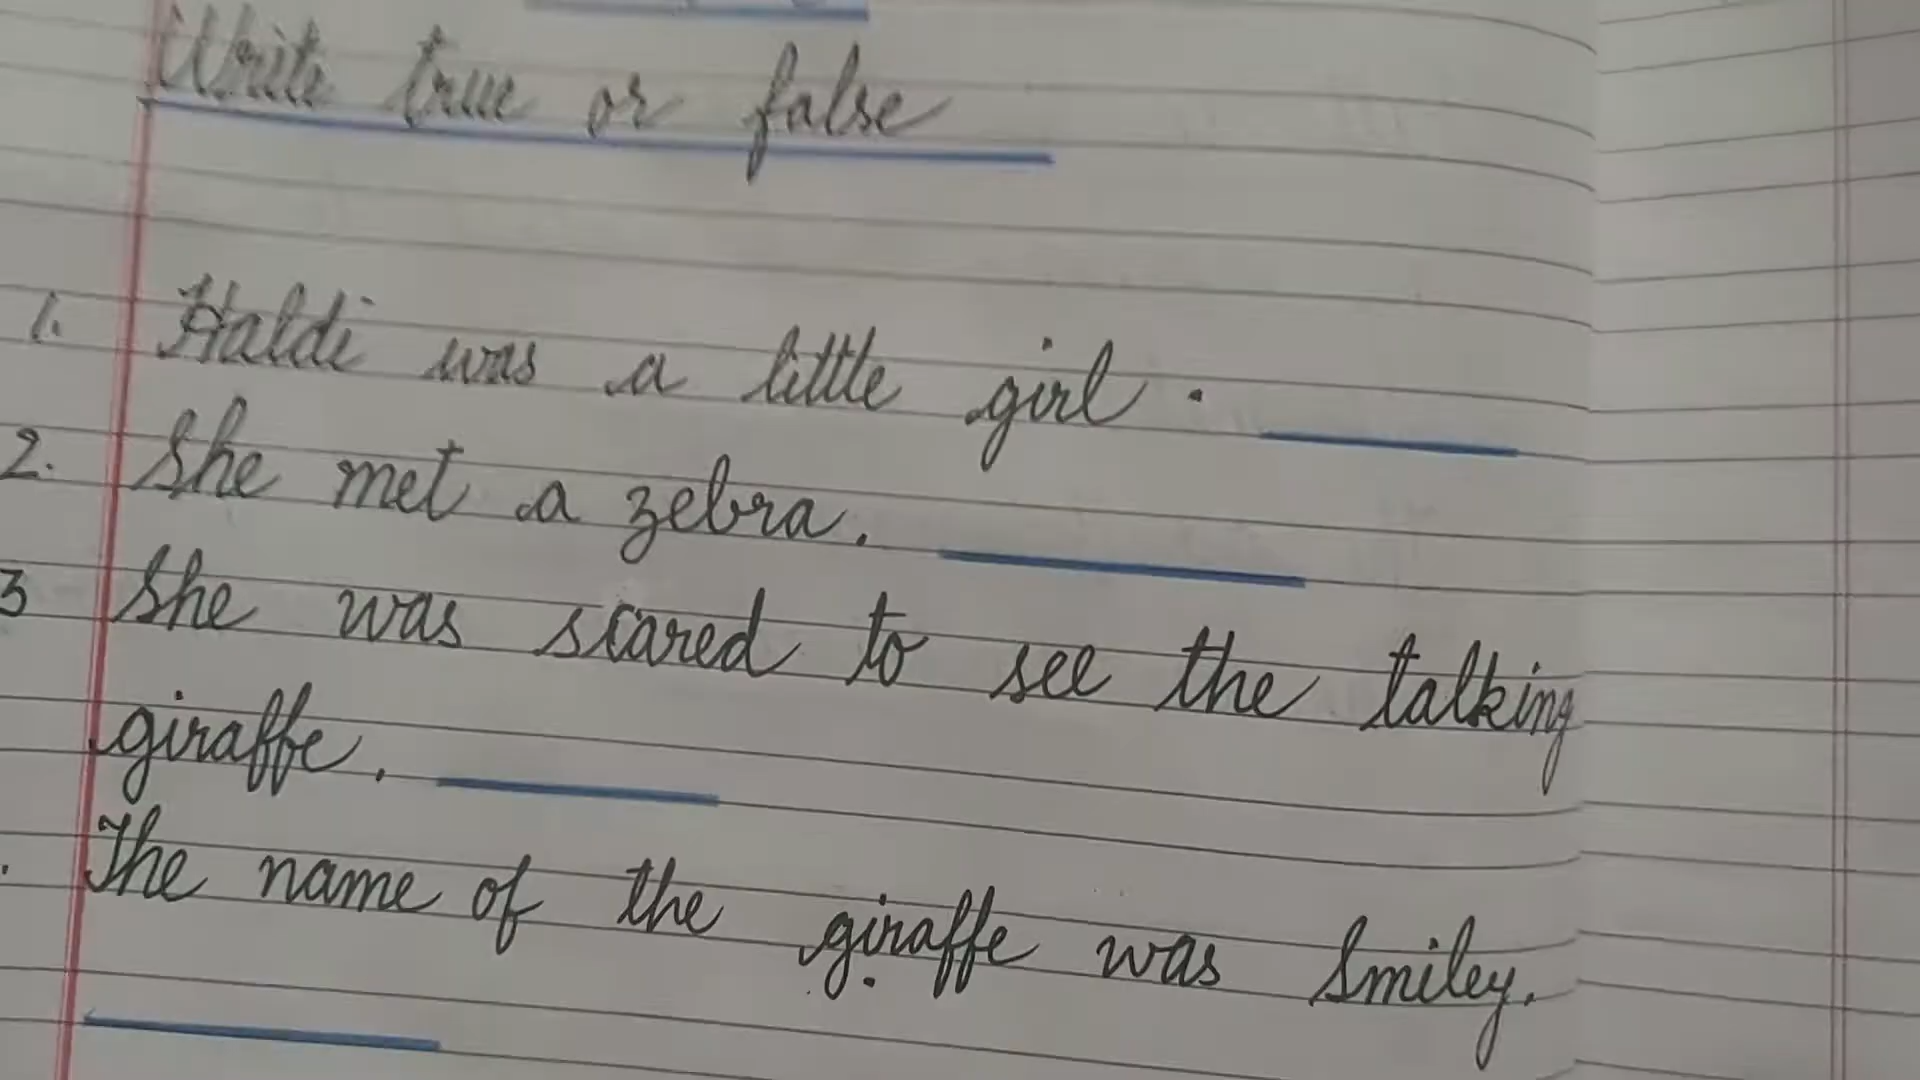 Write true or false
1. Haldi was a little girl.
2. She met a zebra.
3 She was scared to see the talking
giraffe.
. The name of the giraffe was Smiley.